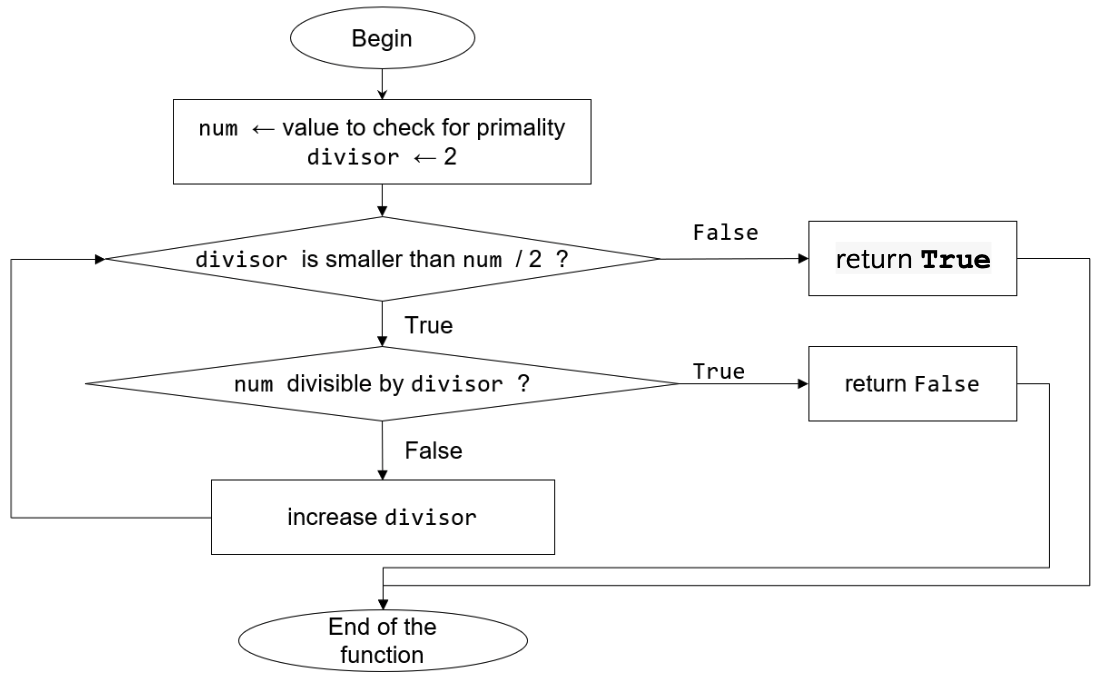 Begin
num ← value to check for primality
divisor ← 2
divisor is smaller than num / 2 ?
False
return True
True
num divisible by divisor ?
True
return False
False
increase divisor
End of the
function